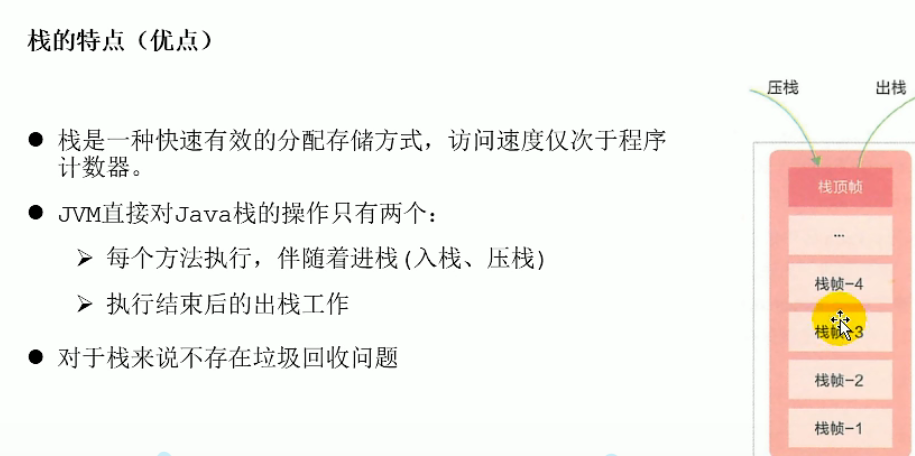 栈的特点（优点）
压栈
出栈
● 栈是一种快速有效的分配存储方式，访问速度仅次于程序
计数器。
● JVM直接对Java栈的操作只有两个：
➢ 每个方法执行，伴随着进栈(入栈、压栈)
➢ 执行结束后的出栈工作
● 对于栈来说不存在垃圾回收问题
栈顶帧
...
栈帧-4
栈帧-3
栈帧-2
栈帧-1